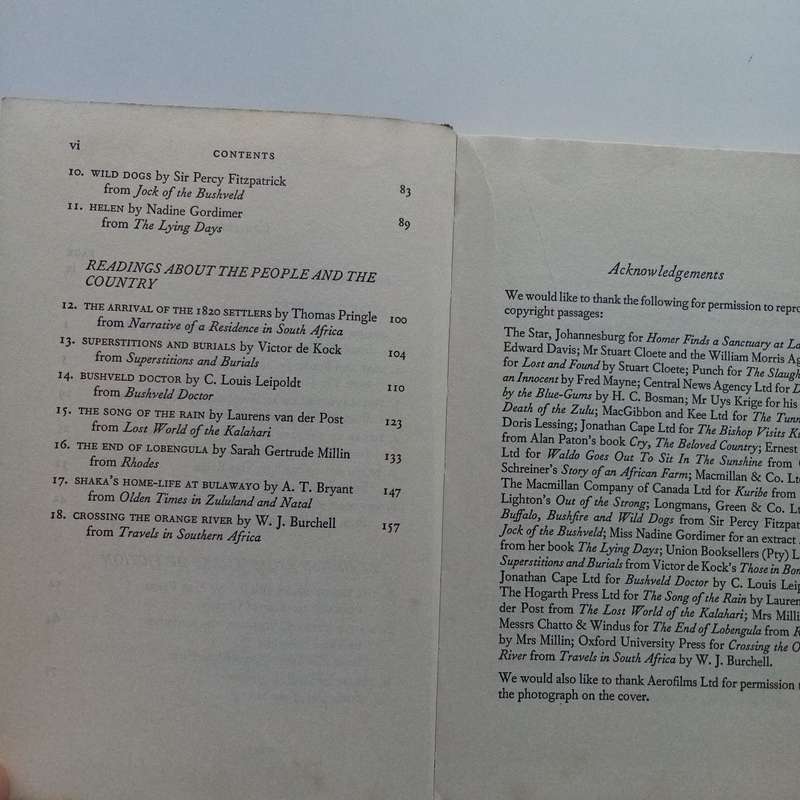 vi
CONTENTS
10. WILD DOGS by Sir Percy Fitzpatrick
from Jock of the Bushveld 83
11. HELEN by Nadine Gordimer
from The Lying Days 89
READINGS ABOUT THE PEOPLE AND THE
COUNTRY
12. THE ARRIVAL OF THE 1820 SETTLERS by Thomas Pringle
from Narrative of a Residence in South Africa 100
13. SUPERSTITIONS AND BURIALS by Victor de Kock
from Superstitions and Burials 104
14. BUSHVELD DOCTOR by C. Louis Leipoldt
from Bushveld Doctor 110
15. THE SONG OF THE RAIN by Laurens van der Post
from Lost World of the Kalahari 123
16. THE END OF LOBENGULA by Sarah Gertrude Millin
from Rhodes 133
17. SHAKA'S HOME-LIFE AT BULAWAYO by A. T. Bryant
from Olden Times in Zululand and Natal 147
18. CROSSING THE ORANGE RIVER by W. J. Burchell
from Travels in Southern Africa 157
Acknowledgements
We would like to thank the following for permission to
copyright passages:
The Star, Johannesburg for Homer Finds a Sanctuary at
Edward Davis; Mr Stuart Cloete and the William Morris
for Lost and Found by Stuart Cloete; Punch for The
an Innocent by Fred Mayne; Central News Agency Ltd for
by the Blue-Gums by H. C. Bosman; Mr Uys Krige for his
Death of the Zulu; MacGibbon and Kee Ltd for The
Doris Lessing; Jonathan Cape Ltd for The Bishop Visits
from Alan Paton's book Cry, The Beloved Country; Ernest
Ltd for Waldo Goes Out To Sit In The Sunshine from
Schreiner's Story of an African Farm; Macmillan & Co. Lt
The Macmillan Company of Canada Ltd for Kuribe from
Lighton's Out of the Strong; Longmans, Green & Co. Lt
Buffalo, Bushfire and Wild Dogs from Sir Percy
Jock of the Bushveld; Miss Nadine Gordimer for an extract
from her book The Lying Days; Union Booksellers (Pty) L
Superstitions and Burials from Victor de Kock's Those in
Jonathan Cape Ltd for Bushveld Doctor by C. Louis
The Hogarth Press Ltd for The Song of the Rain by
der Post from The Lost World of the Kalahari; Mrs
Messrs Chatto & Windus for The End of Lobengula from
by Mrs Millin; Oxford University Press for Crossing the
River from Travels in South Africa by W. J. Burchell.
We would also like to thank Aerofilms Ltd for permission
the photograph on the cover.